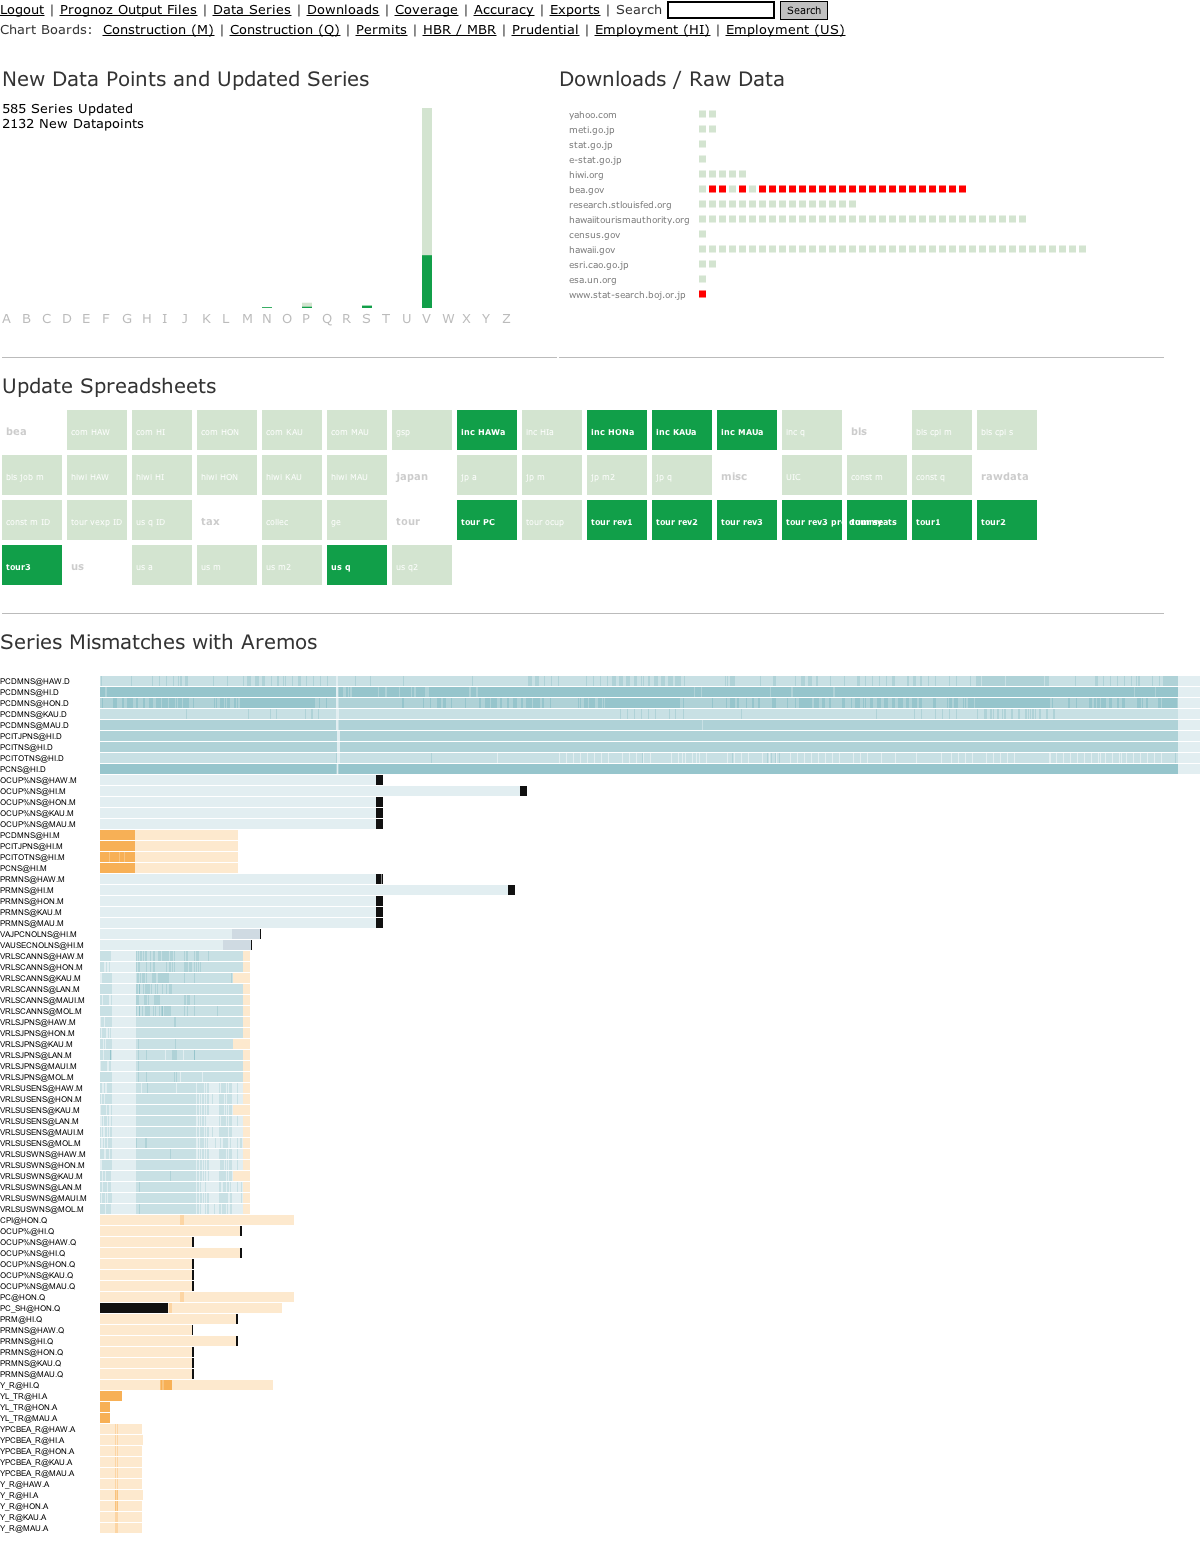 Logout | Prognoz Output Files | Data Series | Downloads | Coverage | Accuracy | Exports | Search Search
Chart Boards: Construction (M) | Construction (Q) | Permits | HBR / MBR | Prudential | Employment (HI) | Employment (US)
New Data Points and Updated Series
585 Series Updated
2132 New Datapoints
A B C D E F G H I J K L M N O P Q R S T U V W X Y Z
Downloads / Raw Data
yahoo.com
meti.go.jp
stat.go.jp
e-stat.go.jp
hiwi.org
bea.gov
research.stlouisfed.org
hawaiitourismauthority.org
census.gov
hawaii.gov
esri.cao.go.jp
esa.un.org
www.stat-search.boj.or.jp
Update Spreadsheets
bea com HAW com HI com HON com KAU com MAU gsp inc HAWa inc HIa inc HONa inc KAUa inc MAUa inc q bls bls cpi m bls cpi s
bls job m hiwi HAW hiwi HI hiwi HON hiwi KAU hiwi MAU japan jp a jp m jp m2 jp q misc UIC const m const q rawdata
const m ID tour vexp ID us q ID tax collec ge tour tour PC tour ocup tour rev1 tour rev2 tour rev3 tour rev3 tour1 tour2
tour3 us us a us m us m2 us q us q2
Series Mismatches with Aremos
PCDMNS@HAW.D
PCDMNS@HI.D
PCDMNS@HON.D
PCDMNS@KAU.D
PCDMNS@MAU.D
PCITJPNS@HI.D
PCITNS@HI.D
PCITOTNS@HI.D
PCNS@HI.D
OCUP%NS@HAW.M
OCUP%NS@HI.M
OCUP%NS@HON.M
OCUP%NS@KAU.M
OCUP%NS@MAU.M
PCDMNS@HI.M
PCITJPNS@HI.M
PCITOTNS@HI.M
PCNS@HI.M
PRMNS@HAW.M
PRMNS@HI.M
PRMNS@HON.M
PRMNS@KAU.M
PRMNS@MAU.M
VAJPCNOLNS@HI.M
VAUSECNOLNS@HI.M
VRLSCANNS@HAW.M
VRLSCANNS@HON.M
VRLSCANNS@KAU.M
VRLSCANNS@LAN.M
VRLSCANNS@MAUI.M
VRLSCANNS@MOL.M
VRLSJPNS@HAW.M
VRLSJPNS@HON.M
VRLSJPNS@KAU.M
VRLSJPNS@LAN.M
VRLSJPNS@MAUI.M
VRLSJPNS@MOL.M
VRLSUSENS@HAW.M
VRLSUSENS@HON.M
VRLSUSENS@KAU.M
VRLSUSENS@LAN.M
VRLSUSENS@MAUI.M
VRLSUSENS@MOL.M
VRLSUSWNS@HAW.M
VRLSUSWNS@HON.M
VRLSUSWNS@KAU.M
VRLSUSWNS@LAN.M
VRLSUSWNS@MAUI.M
VRLSUSWNS@MOL.M
CPI@HON.Q
OCUP%@HI.Q
OCUP%NS@HAW.Q
OCUP%NS@HI.Q
OCUP%NS@HON.Q
OCUP%NS@KAU.Q
OCUP%NS@MAU.Q
PC@HON.Q
PC_SH@HON.Q
PRM@HI.Q
PRMNS@HAW.Q
PRMNS@HI.Q
PRMNS@HON.Q
PRMNS@KAU.Q
PRMNS@MAU.Q
Y_R@HI.Q
YL_TR@HI.A
YL_TR@HON.A
YL_TR@MAU.A
YPCBEA_R@HAW.A
YPCBEA_R@HI.A
YPCBEA_R@HON.A
YPCBEA_R@KAU.A
YPCBEA_R@MAU.A
Y_R@HAW.A
Y_R@HI.A
Y_R@HON.A
Y_R@KAU.A
Y_R@MAU.A